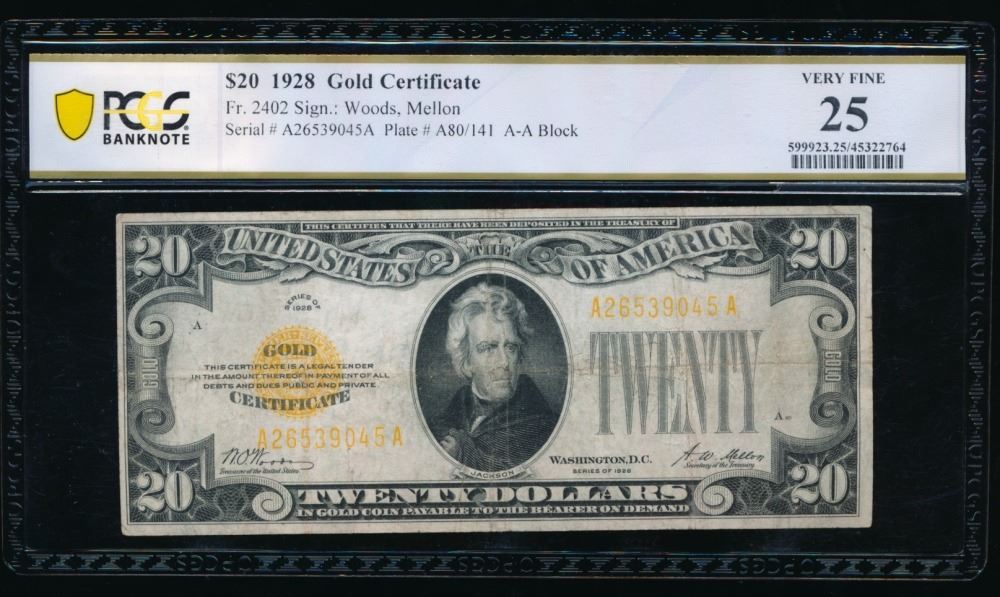 PCGS
BANKNOTE
$20 1928 Gold Certificate
Fr. 2402 Sign.: Woods, Mellon
Serial # A26539045A Plate # A80/141 A-A Block
VERY FINE
25
599923.25/45322764
THIS CERTIFIES THAT THERE HAVE BEEN DEPOSITED IN THE TREASURY OF
20
UNITED STATES THE OF AMERICA
20
SERIES OF
1928
A26539045A
A
GOLD
TWENTY
GOLD
GOLD
THIS CERTIFICATE IS A LEGAL TENDER
IN THE AMOUNT THEREOF IN PAYMENT OF ALL
DEBTS AND DUES PUBLIC AND PRIVATE
CERTIFICATE
A
A26539045A
W.O. Woods
Treasurer of the United States
WASHINGTON, D.C.
SERIES OF 1928
A.W. Mellon
Secretary of the Treasury
JACKSON
20
TWENTY DOLLARS
20
IN GOLD COIN PAYABLE TO THE BEARER ON DEMAND